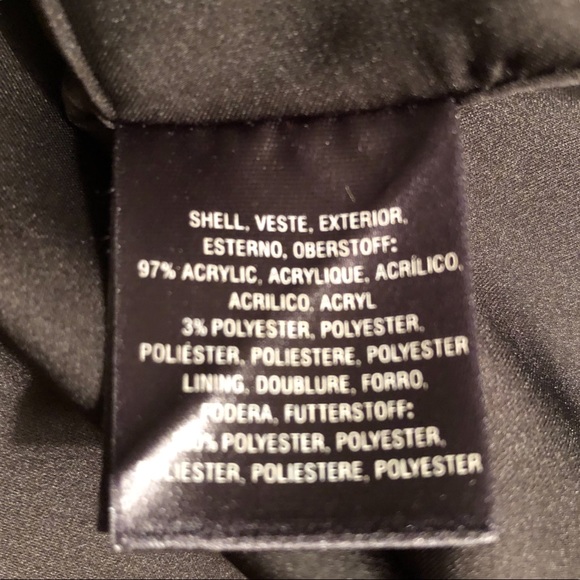 SHELL, VESTE, EXTERIOR,
ESTERNO, OBERSTOFF:
97% ACRYLIC, ACRYLIQUE, ACRÍLICO,
ACRILICO, ACRYL
3% POLYESTER, POLYESTER,
POLIÉSTER, POLIESTERE, POLYESTER
LINING, DOUBLURE, FORRO,
FODERA, FUTTERSTOFF:
POLYESTER, POLYESTER,
POLIESTERE, POLYESTER